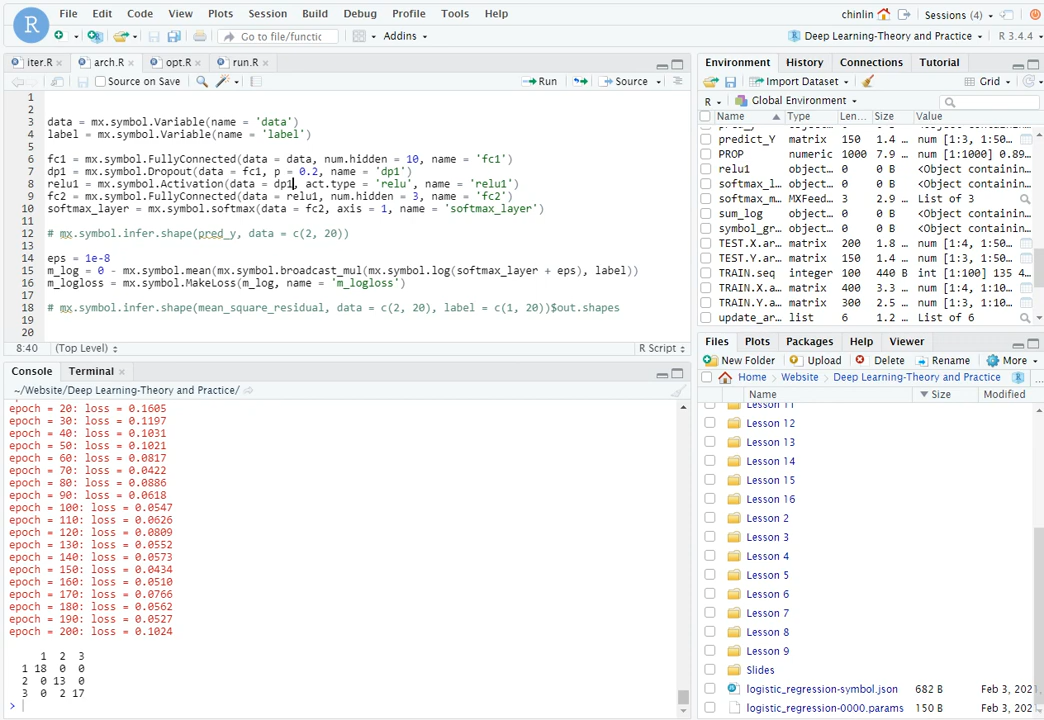 R
File Edit Code View Plots Session Build Debug Profile Tools Help
chinlin Sessions (4)
Go to file/functic Addins
Deep Learning-Theory and Practice R 3.4.4
iter.R arch.R opt.R run.R
Source on Save Run Source
1
2
3 data = mx.symbol.Variable(name = 'data')
4 label = mx.symbol.Variable(name = 'label')
5
6 fc1 = mx.symbol.FullyConnected(data = data, num.hidden = 10, name = 'fc1')
7 dp1 = mx.symbol.Dropout(data = fc1, p = 0.2, name = 'dp1')
8 relu1 = mx.symbol.Activation(data = dp1, act.type = 'relu', name = 'relu1')
9 fc2 = mx.symbol.FullyConnected(data = relu1, num.hidden = 3, name = 'fc2')
10 softmax_layer = mx.symbol.softmax(data = fc2, axis = 1, name = 'softmax_layer')
11
12 # mx.symbol.infer.shape(pred_y, data = c(2, 20))
13
14 eps = 1e-8
15 m_log = 0 - mx.symbol.mean(mx.symbol.broadcast_mul(mx.symbol.log(softmax_layer + eps), label))
16 m_logloss = mx.symbol.MakeLoss(m_log, name = 'm_logloss')
17
18 # mx.symbol.infer.shape(mean_square_residual, data = c(2, 20), label = c(1, 20))$out.shapes
19
20
8:40 (Top Level) R Script
Console Terminal
~/Website/Deep Learning-Theory and Practice/
epoch = 20: loss = 0.1605
epoch = 30: loss = 0.1197
epoch = 40: loss = 0.1031
epoch = 50: loss = 0.1021
epoch = 60: loss = 0.0817
epoch = 70: loss = 0.0422
epoch = 80: loss = 0.0886
epoch = 90: loss = 0.0618
epoch = 100: loss = 0.0547
epoch = 110: loss = 0.0626
epoch = 120: loss = 0.0809
epoch = 130: loss = 0.0552
epoch = 140: loss = 0.0573
epoch = 150: loss = 0.0434
epoch = 160: loss = 0.0510
epoch = 170: loss = 0.0766
epoch = 180: loss = 0.0562
epoch = 190: loss = 0.0527
epoch = 200: loss = 0.1024
1 2 3
1 18 0 0
2 0 13 0
3 0 2 17
>
Environment History Connections Tutorial
Import Dataset Grid
R Global Environment
Name Type Len… Size Value
object… 0 0 B <Object containin…
predict_Y matrix 150 1.4 … num [1:3, 1:50…
PROP numeric 1000 7.9 … num [1:1000] 0.89…
relu1 object… 0 0 B <Object containin…
softmax_l… object… 0 0 B <Object containin…
softmax_m… MXFeed… 3 2.9 … List of 3
sum_log object… 0 0 B <Object containin…
symbol_gr… object… 0 0 B <Object containin…
TEST.X.ar… matrix 200 1.8 … num [1:4, 1:50…
TEST.Y.ar… matrix 150 1.4 … num [1:3, 1:50…
TRAIN.seq integer 100 440 B int [1:100] 135 4…
TRAIN.X.a… matrix 400 3.3 … num [1:4, 1:10…
TRAIN.Y.a… matrix 300 2.5 … num [1:3, 1:10…
update_ar… list 6 1.2 … List of 6
Files Plots Packages Help Viewer
New Folder Upload Delete Rename More
Home Website Deep Learning-Theory and Practice …
Name Size Modified
Lesson 11
Lesson 12
Lesson 13
Lesson 14
Lesson 15
Lesson 16
Lesson 2
Lesson 3
Lesson 4
Lesson 5
Lesson 6
Lesson 7
Lesson 8
Lesson 9
Slides
logistic_regression-symbol.json 682 B Feb 3, 202
logistic_regression-0000.params 150 B Feb 3, 202